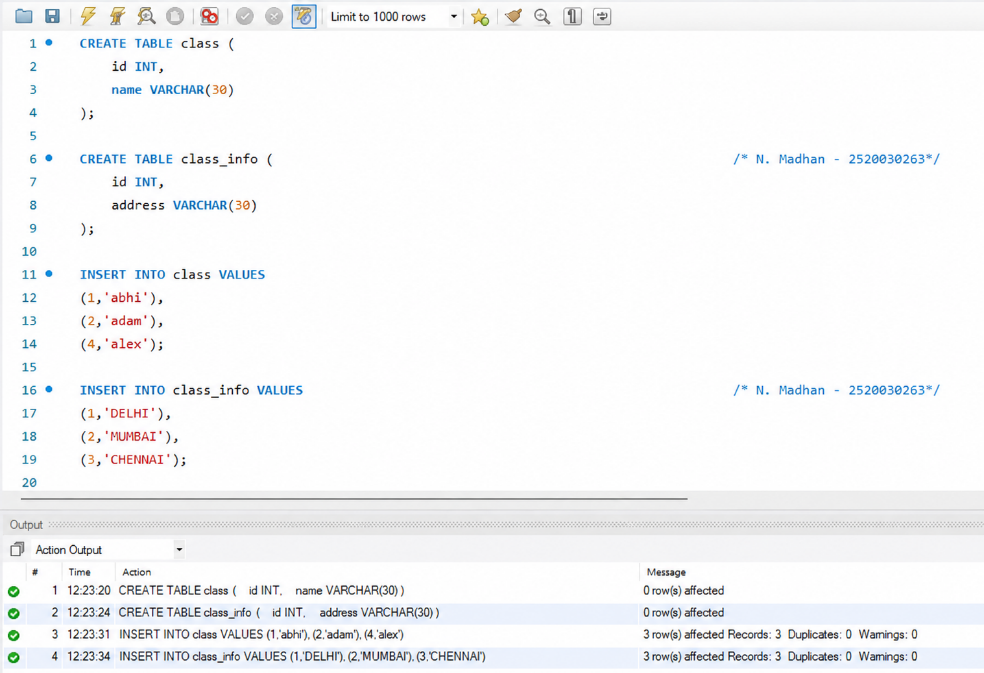 Limit to 1000 rows
1 CREATE TABLE class (
2 id INT,
3 name VARCHAR(30)
4 );
5
6 CREATE TABLE class_info ( /* N. Madhan - 2520030263*/
7 id INT,
8 address VARCHAR(30)
9 );
10
11 INSERT INTO class VALUES
12 (1,'abhi'),
13 (2,'adam'),
14 (4,'alex');
15
16 INSERT INTO class_info VALUES /* N. Madhan - 2520030263*/
17 (1,'DELHI'),
18 (2,'MUMBAI'),
19 (3,'CHENNAI');
20
Output
Action Output
# Time Action Message
1 12:23:20 CREATE TABLE class ( id INT, name VARCHAR(30) ) 0 row(s) affected
2 12:23:24 CREATE TABLE class_info ( id INT, address VARCHAR(30) ) 0 row(s) affected
3 12:23:31 INSERT INTO class VALUES (1,'abhi'), (2,'adam'), (4,'alex') 3 row(s) affected Records: 3 Duplicates: 0 Warnings: 0
4 12:23:34 INSERT INTO class_info VALUES (1,'DELHI'), (2,'MUMBAI'), (3.'CHENNAI') 3 row(s) affected Records: 3 Duplicates: 0 Warnings: 0